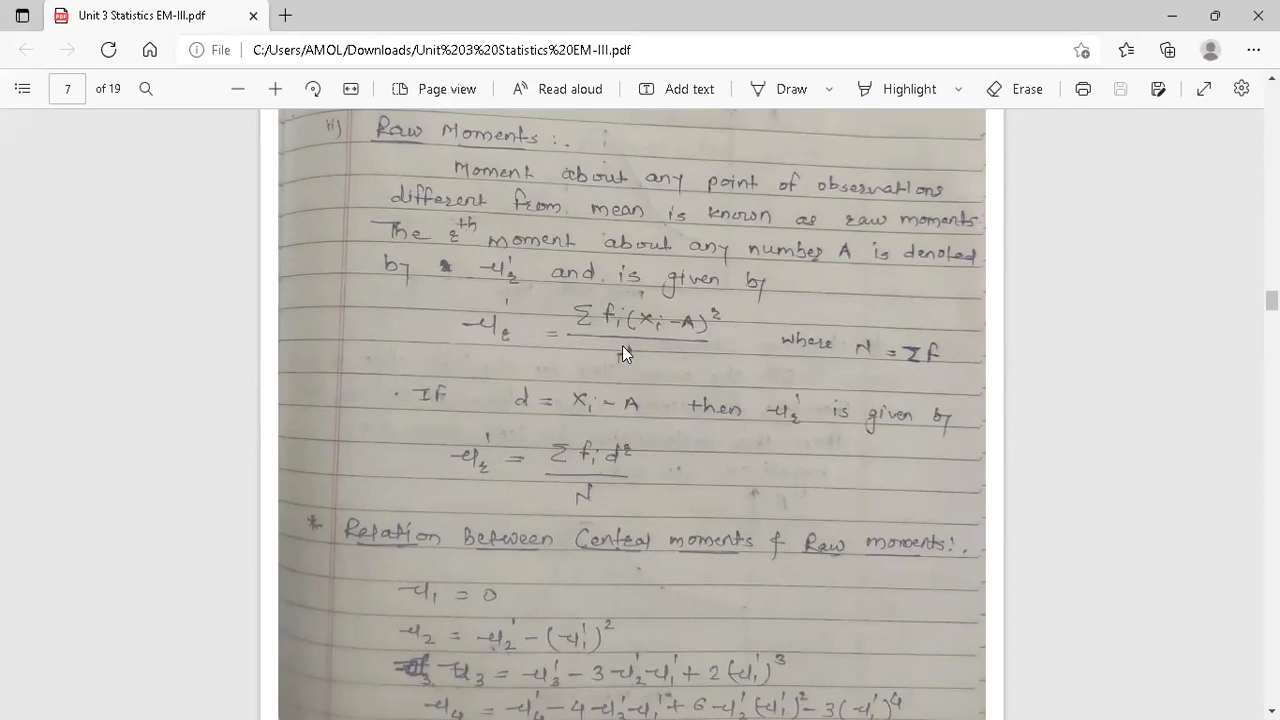 Unit 3 Statistics EM-III.pdf
File C:/Users/AMOL/Downloads/Unit%203%20Statistics%20EM-III.pdf
7 of 19 Page view Read aloud Add text Draw Highlight Erase
ii) Raw Moments :.
Moment about any point of observations
different from mean is known as raw moments.
The r^th moment about any number A is denoted
by μ'_r and is given by
μ'_r = Σ f_i (x_i - A)^r / N where N = Σf
. If d = x_i - A then μ'_r is given by
μ'_r = Σ f_i d^r / N
* Relation Between Central moments & Raw moments:.
μ_1 = 0
μ_2 = μ'_2 - (μ'_1)^2
μ_3 = μ'_3 - 3 μ'_2 μ'_1 + 2 (μ'_1)^3
μ_4 = μ'_4 - 4 μ'_3 μ'_1 + 6 μ'_2 (μ'_1)^2 - 3 (μ'_1)^4